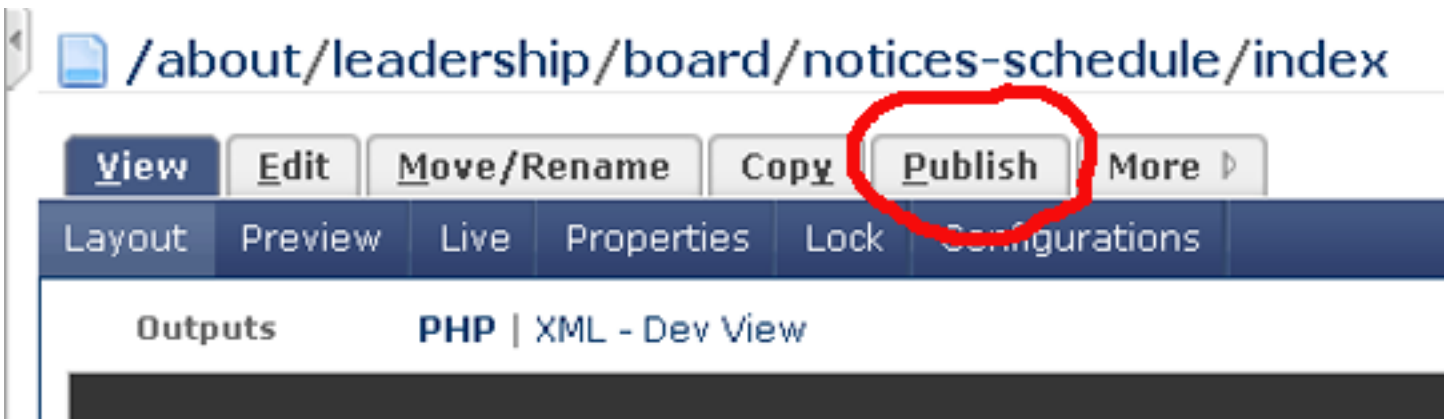 /about/leadership/board/notices-schedule/index
View Edit Move/Rename Copy Publish More
Layout Preview Live Properties Lock Configurations
Outputs PHP | XML - Dev View